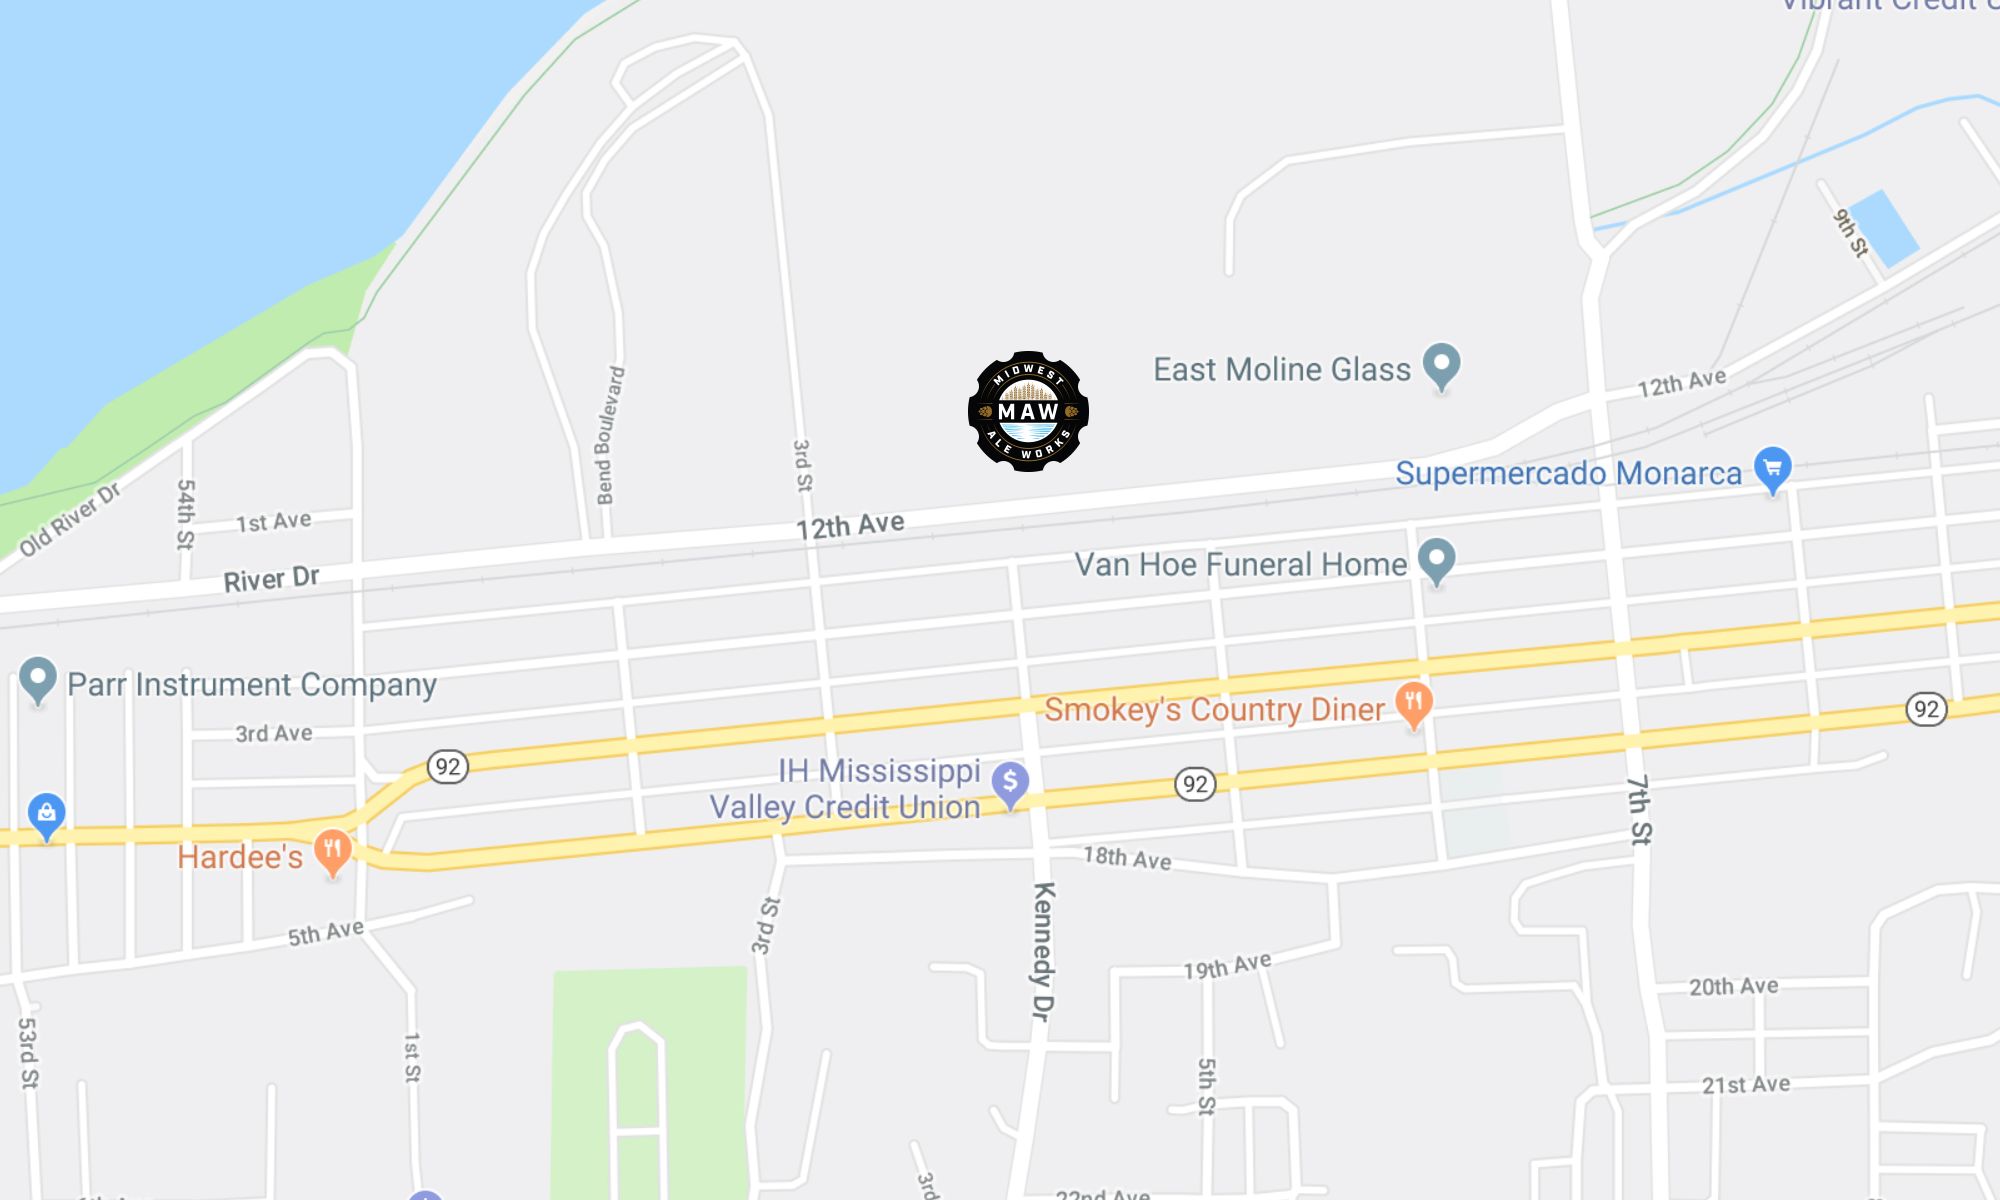 Vibrant Credit U
9th St
Bend Boulevard
3rd St
MIDWEST
MAW
ALE WORKS
East Moline Glass
12th Ave
Supermercado Monarca
Old River Dr
54th St
1st Ave
12th Ave
River Dr
Van Hoe Funeral Home
Parr Instrument Company
3rd Ave
92
Smokey's Country Diner
92
IH Mississippi
Valley Credit Union
92
7th St
Hardee's
18th Ave
5th Ave
3rd St
Kennedy Dr
19th Ave
20th Ave
53rd St
1st St
5th St
21st Ave
3rd
22nd Ave